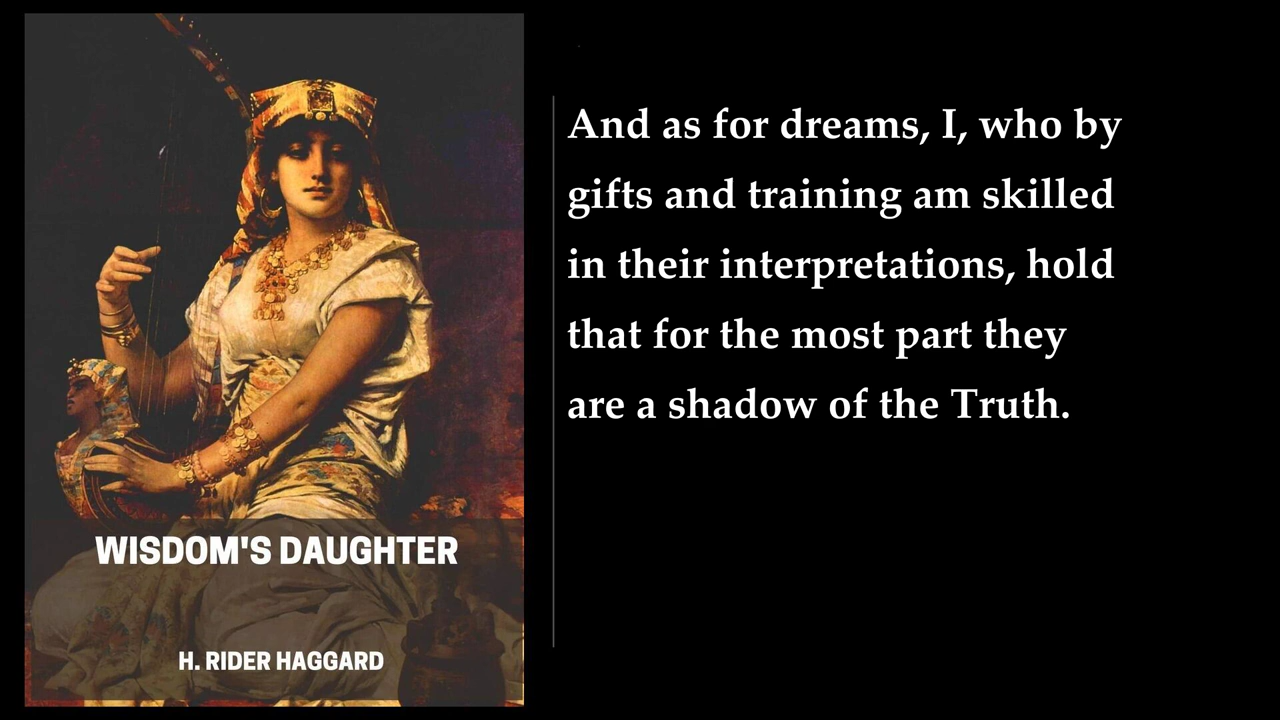 WISDOM'S DAUGHTER
H. RIDER HAGGARD
And as for dreams, I, who by
gifts and training am skilled
in their interpretations, hold
that for the most part they
are a shadow of the Truth.